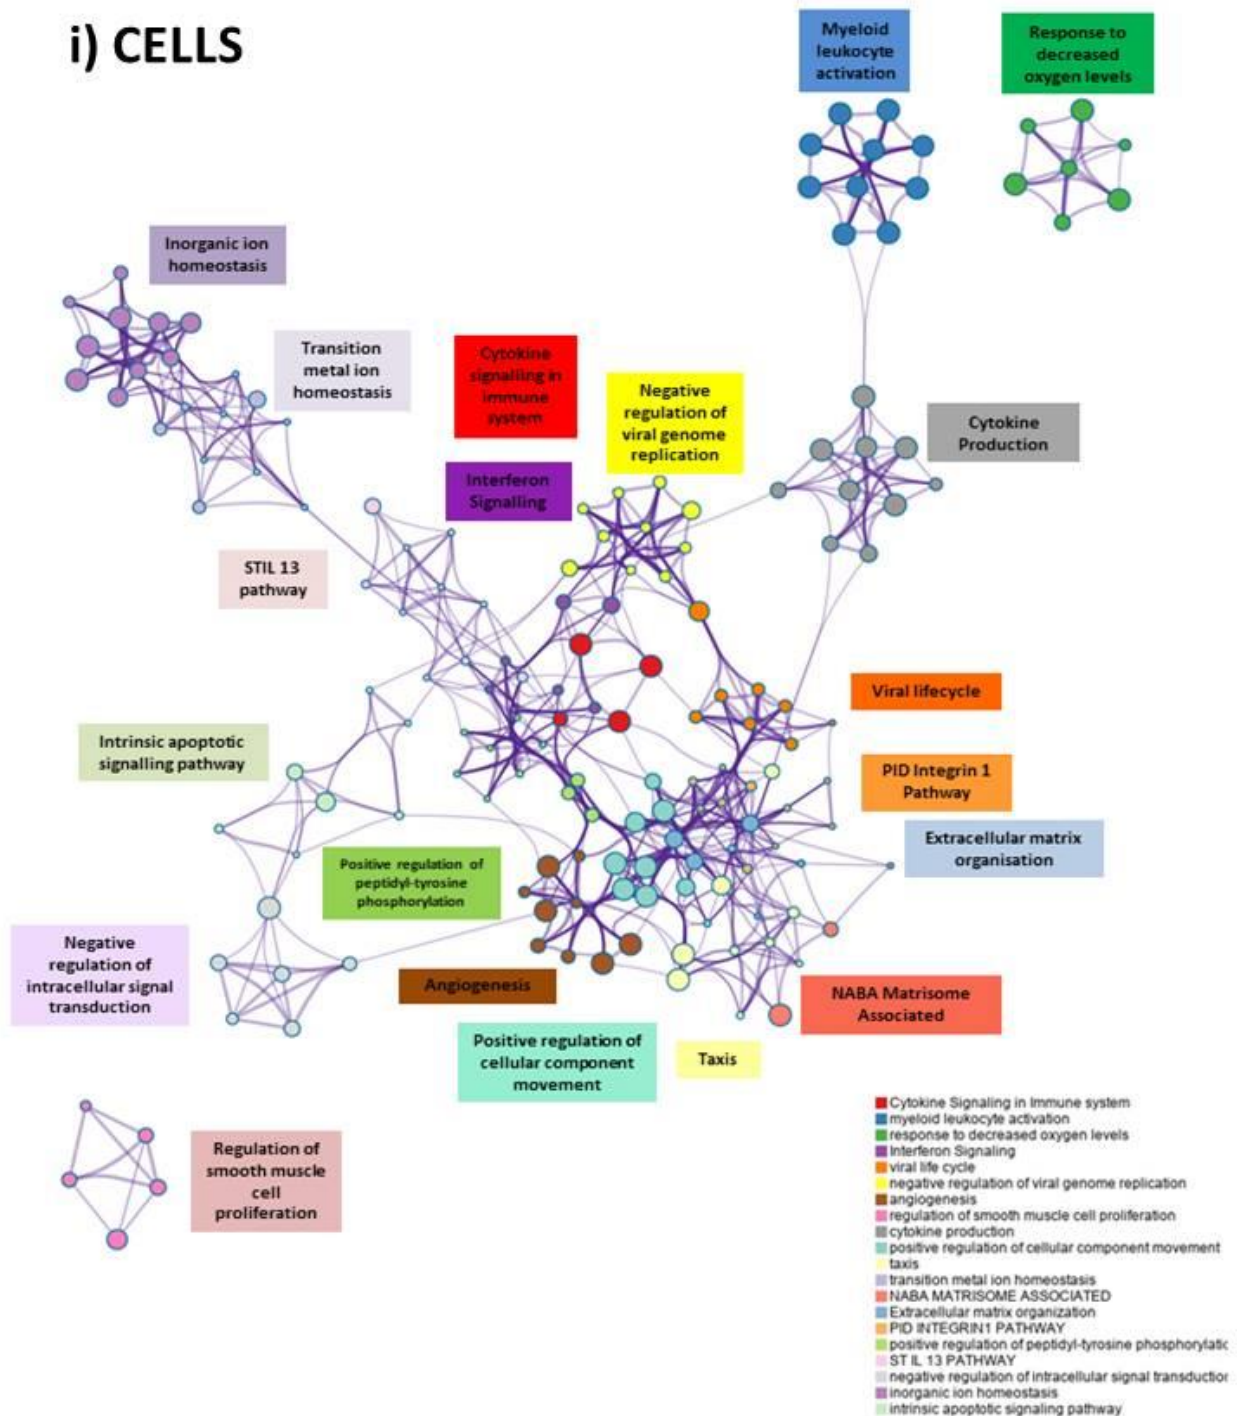 i) CELLS
Myeloid
leukocyte
activation
Response to
decreased
oxygen levels
Inorganic ion
homeostasis
Transition
metal ion
homeostasis
Cytokine
signalling in
immune
system
Negative
regulation of
viral genome
replication
Cytokine
Production
Interferon
Signalling
STIL 13
pathway
Viral lifecycle
Intrinsic apoptotic
signalling pathway
PID Integrin 1
Pathway
Extracellular matrix
organisation
Positive regulation of
peptidyl-tyrosine
phosphorylation
Negative
regulation of
intracellular signal
transduction
Angiogenesis
NABA Matrisome
Associated
Positive regulation of
cellular component
movement
Taxis
Regulation of
smooth muscle
cell
proliferation
Cytokine Signaling in Immune system
myeloid leukocyte activation
response to decreased oxygen levels
Interferon Signaling
viral life cycle
negative regulation of viral genome replication
angiogenesis
regulation of smooth muscle cell proliferation
cytokine production
positive regulation of cellular component movement
taxis
transition metal ion homeostasis
NABA MATRISOME ASSOCIATED
Extracellular matrix organization
PID INTEGRIN1 PATHWAY
positive regulation of peptidyl-tyrosine phosphorylatic
ST IL 13 PATHWAY
negative regulation of intracellular signal transduction
inorganic ion homeostasis
intrinsic apoptotic signaling pathway